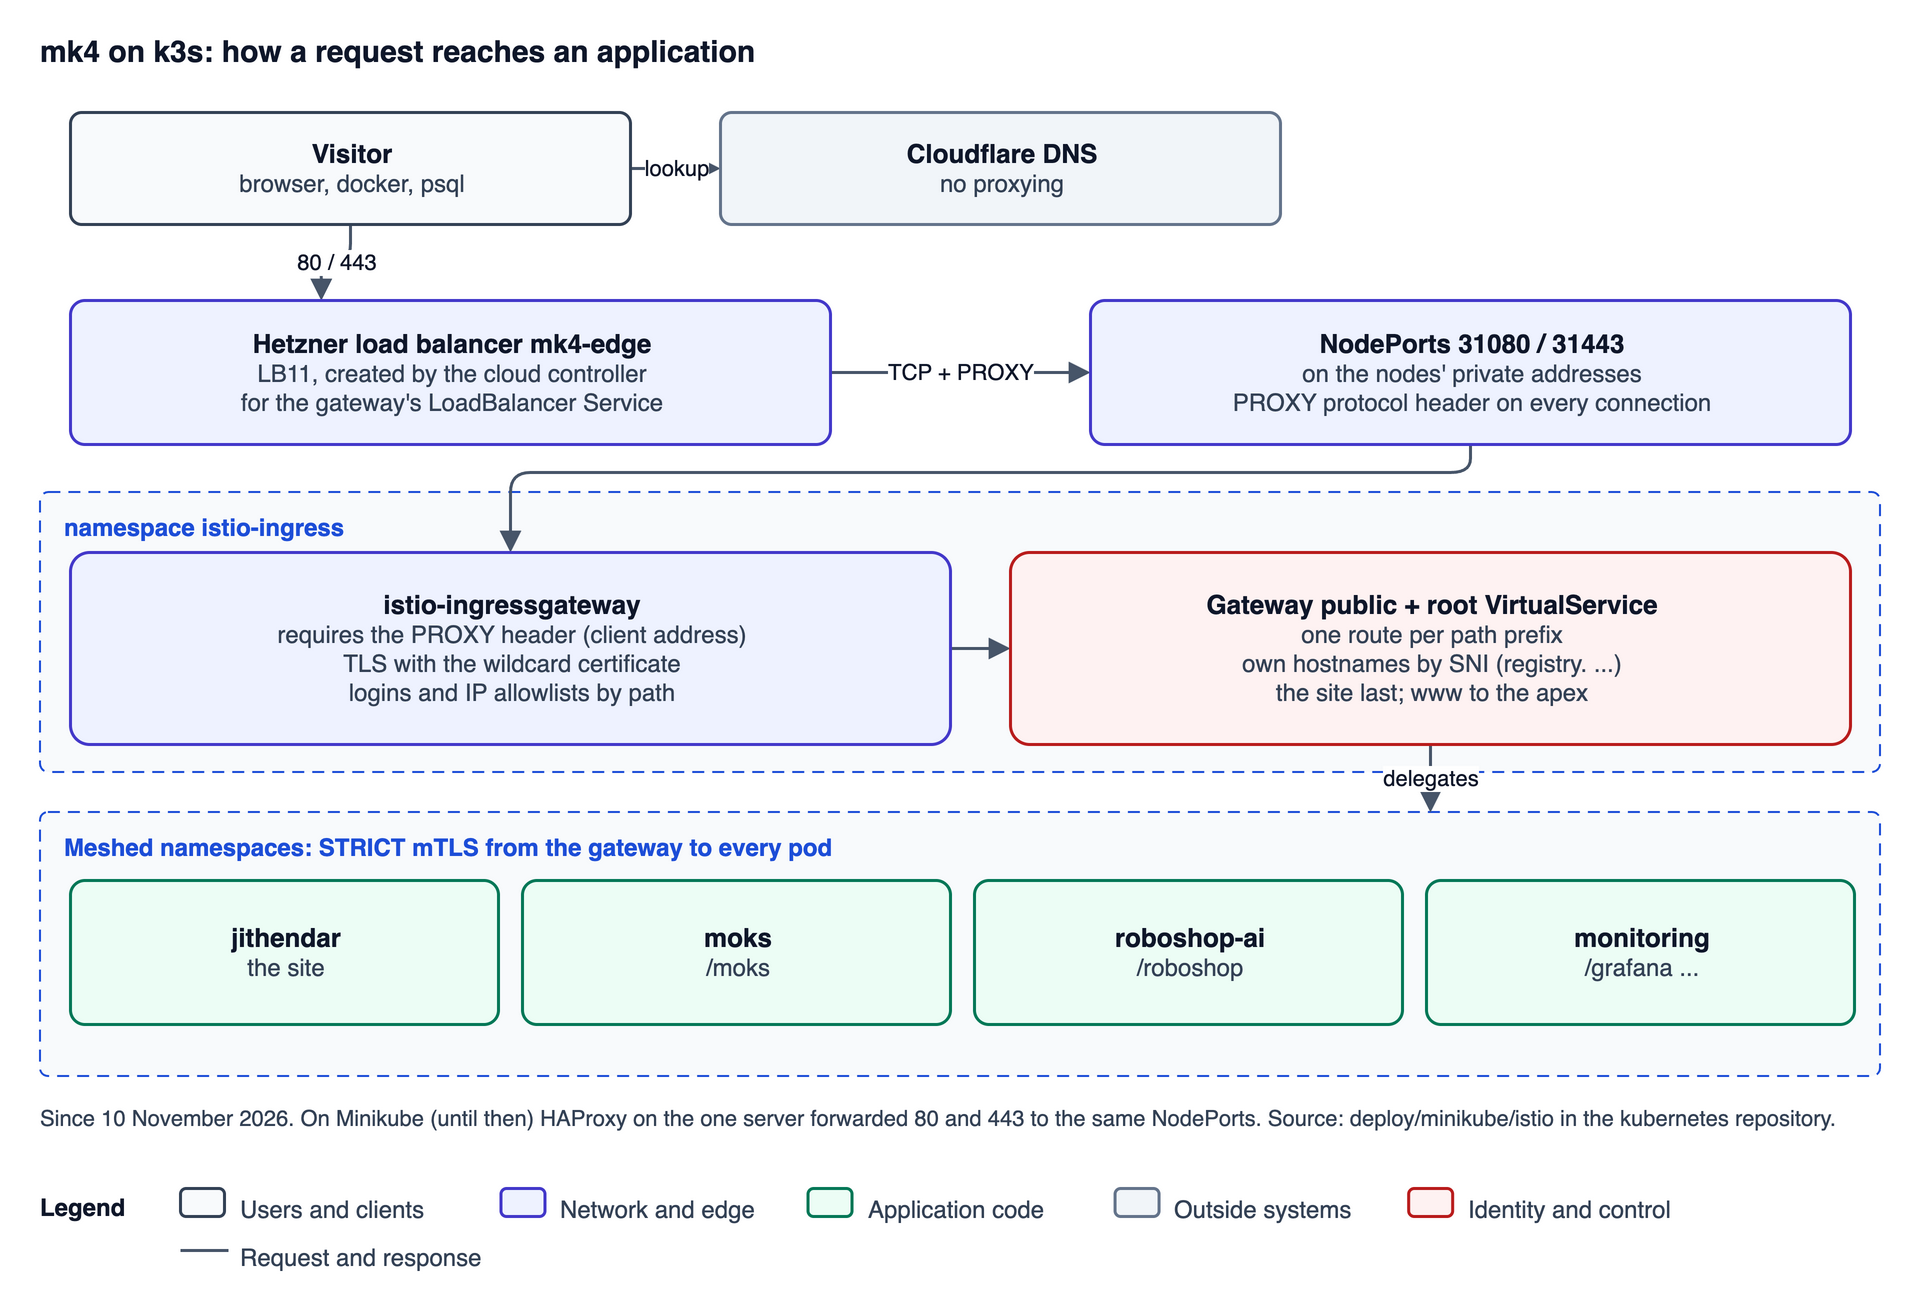 mk4 on k3s: how a request reaches an application
Visitor
browser, docker, psql
lookup
Cloudflare DNS
no proxying
80 / 443
Hetzner load balancer mk4-edge
LB11, created by the cloud controller
for the gateway's LoadBalancer Service
TCP + PROXY
NodePorts 31080 / 31443
on the nodes' private addresses
PROXY protocol header on every connection
namespace istio-ingress
istio-ingressgateway
requires the PROXY header (client address)
TLS with the wildcard certificate
logins and IP allowlists by path
Gateway public + root VirtualService
one route per path prefix
own hostnames by SNI (registry. ...)
the site last; www to the apex
delegates
Meshed namespaces: STRICT mTLS from the gateway to every pod
jithendar
the site
moks
/moks
roboshop-ai
/roboshop
monitoring
/grafana ...
Since 10 November 2026. On Minikube (until then) HAProxy on the one server forwarded 80 and 443 to the same NodePorts. Source: deploy/minikube/istio in the kubernetes repository.
Legend
Users and clients
Network and edge
Application code
Outside systems
Identity and control
Request and response